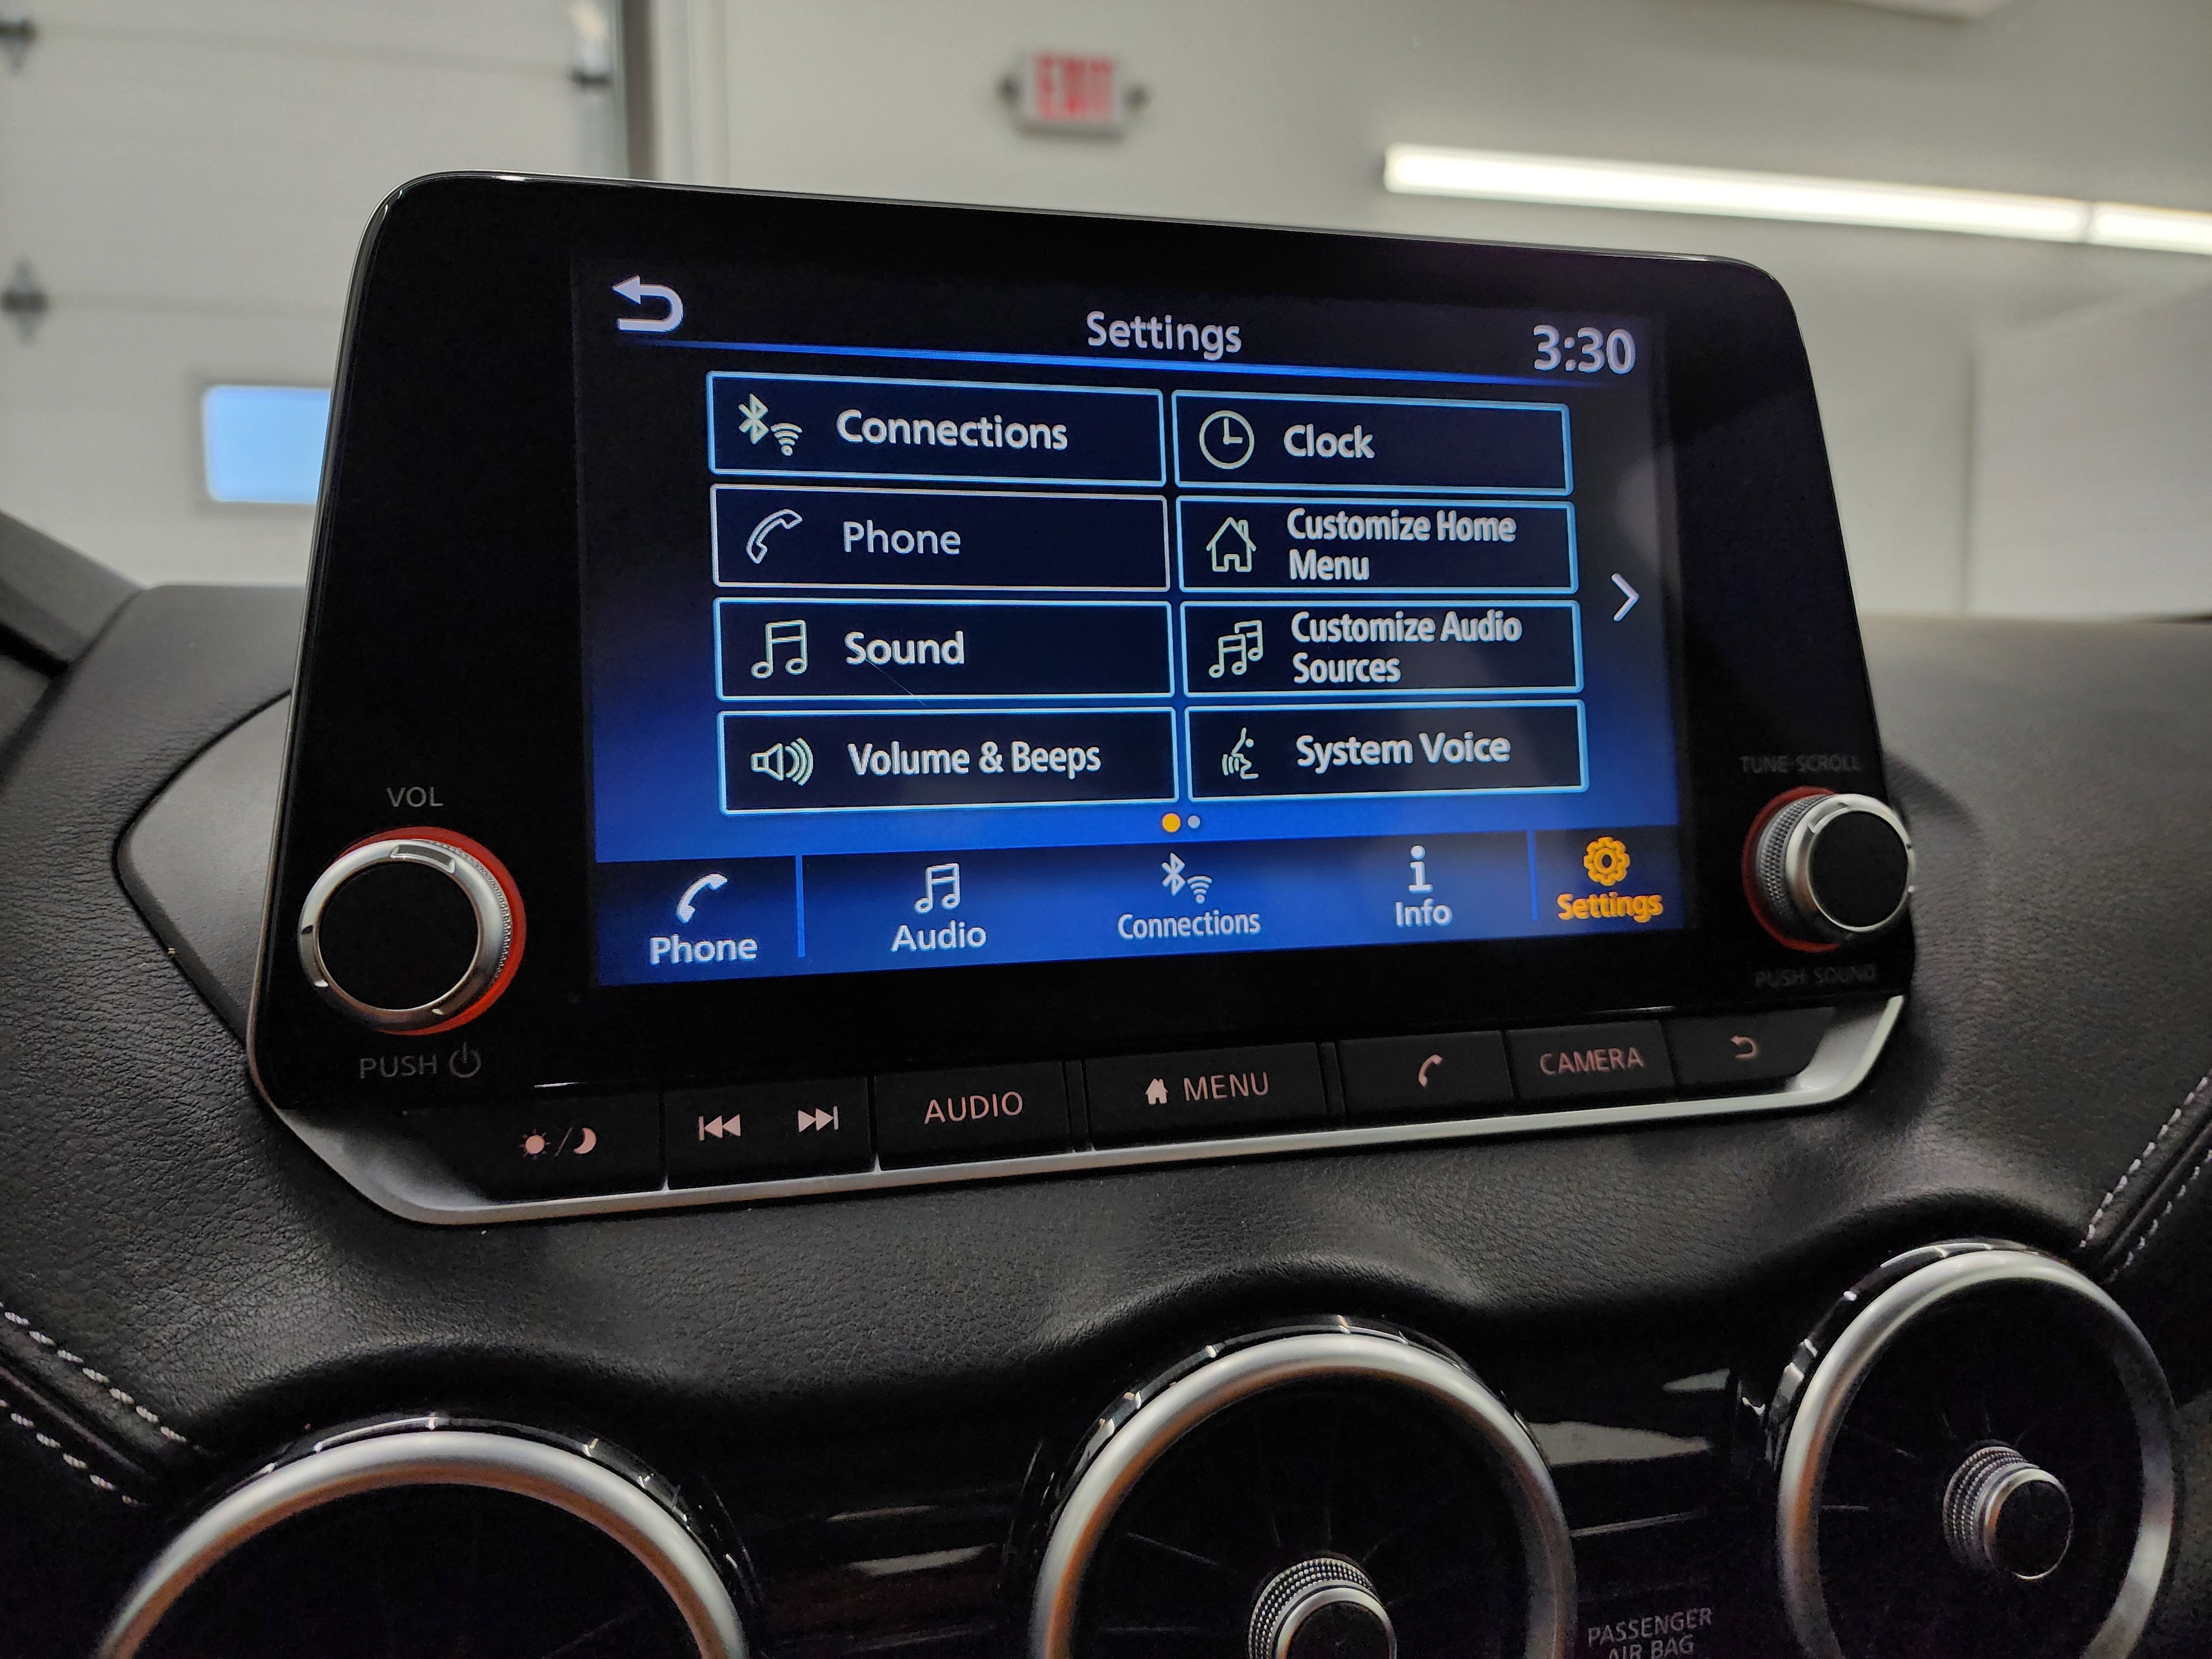 EXIT
Settings
3:30
Connections
Clock
Phone
Customize Home
Menu
Sound
Customize Audio
Sources
Volume & Beeps
System Voice
Phone
Audio
Connections
Info
Settings
VOL
PUSH
TUNE·SCROLL
PUSH SOUND
AUDIO
MENU
CAMERA
PASSENGER
AIR BAG